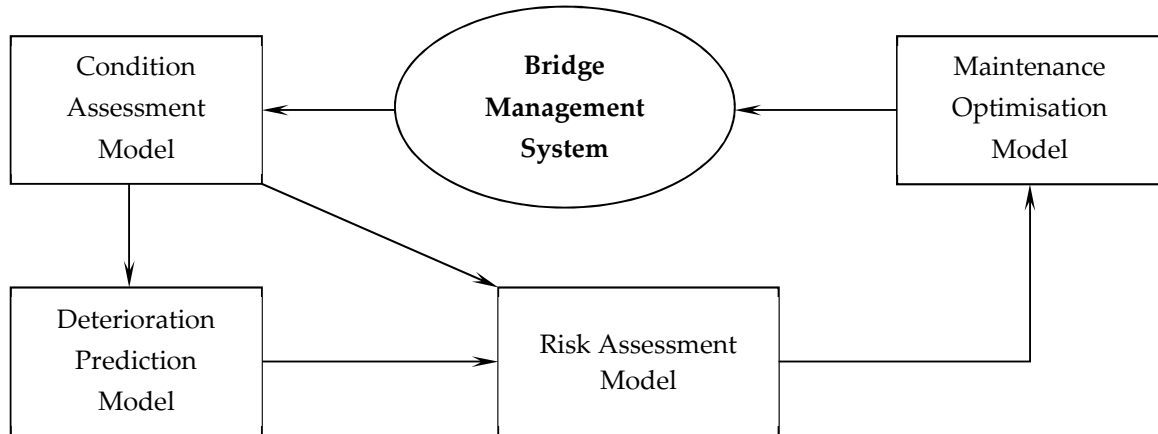 Condition
Assessment
Model
Bridge
Management
System
Maintenance
Optimisation
Model
Deterioration
Prediction
Model
Risk Assessment
Model